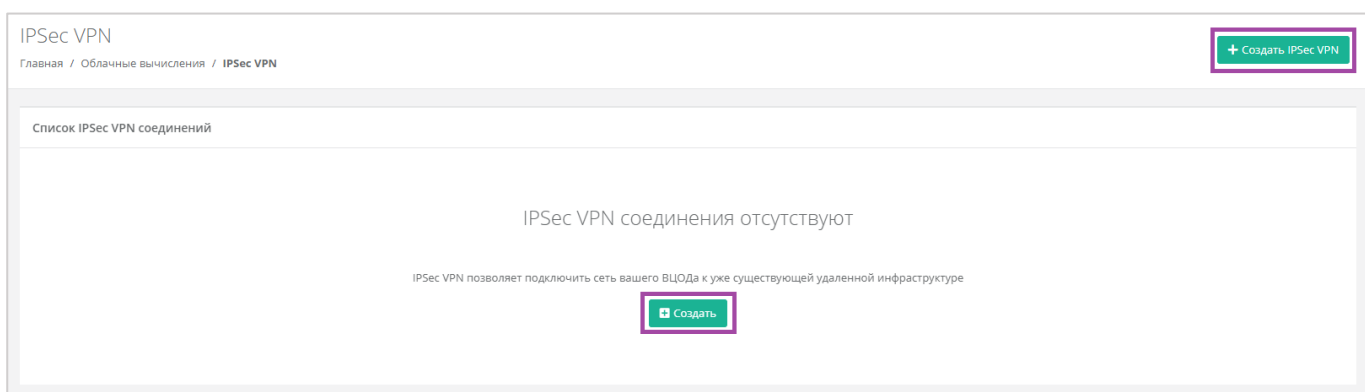 IPSec VPN
+ Создать IPSec VPN
Главная / Облачные вычисления / IPSec VPN
Список IPSec VPN соединений
IPSec VPN соединения отсутствуют
IPSec VPN позволяет подключить сеть вашего ВЦОДа к уже существующей удаленной инфраструктуре
Создать